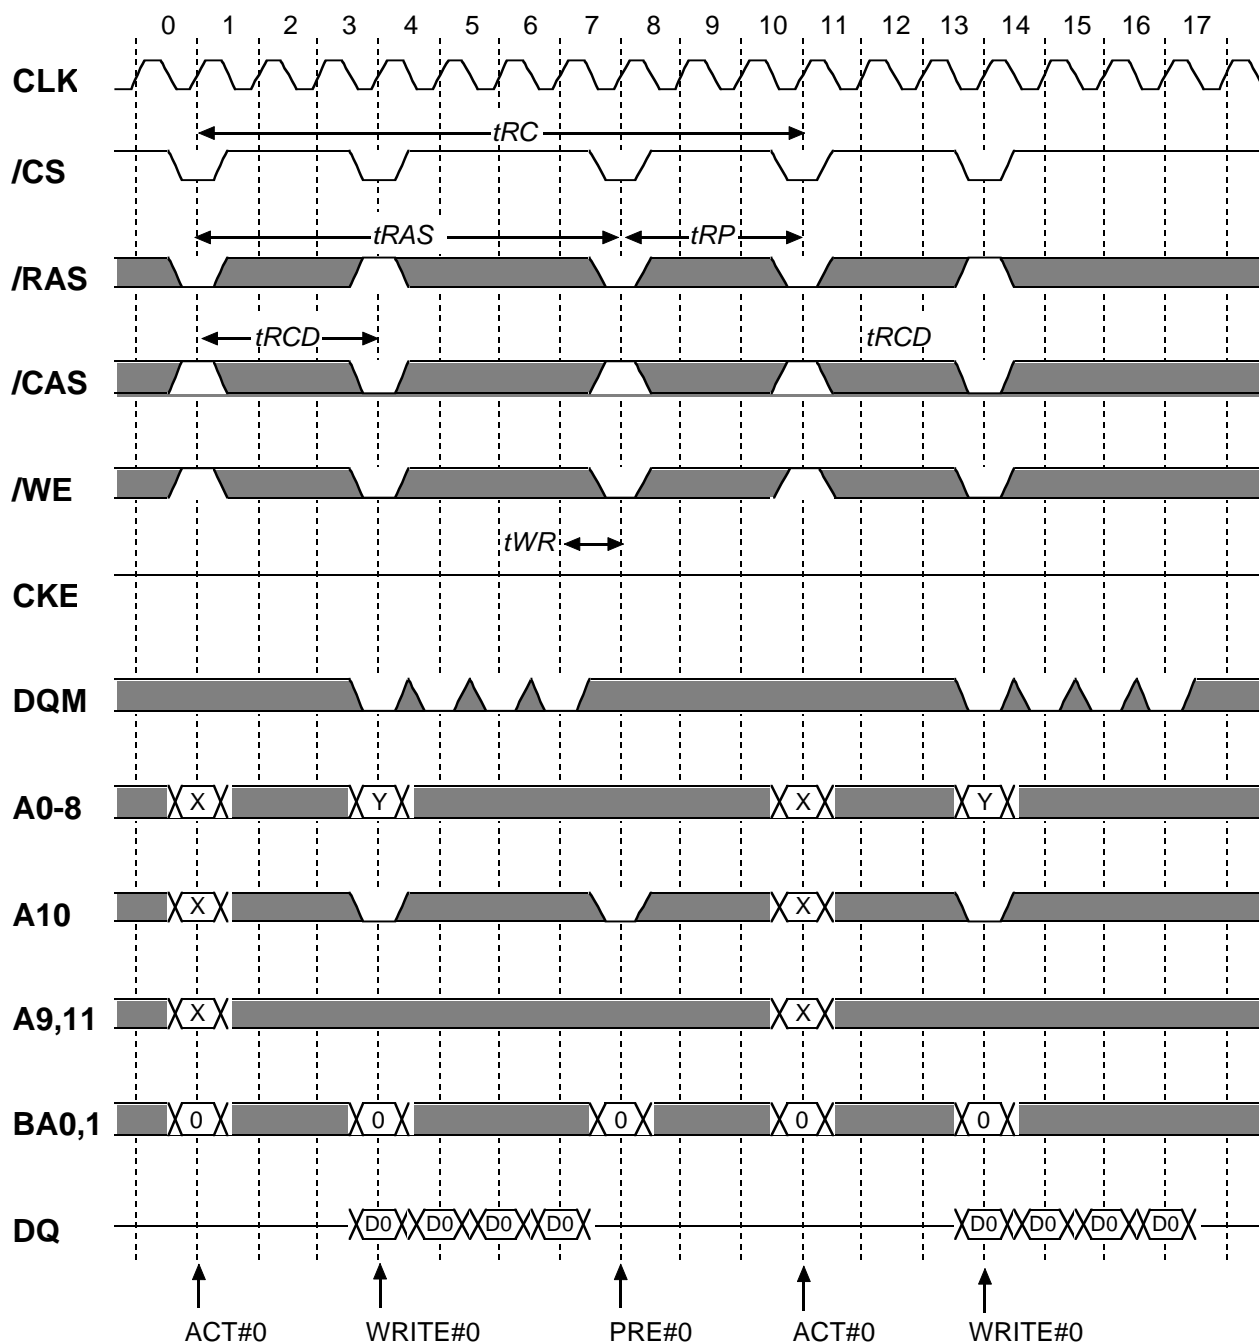 0 1 2 3 4 5 6 7 8 9 10 11 12 13 14 15 16 17
CLK
tRC
/CS
tRAS tRP
/RAS
tRCD tRCD
/CAS
/WE
tWR
CKE
DQM
A0-8 X Y X Y
A10 X X
A9,11 X X
BA0,1 0 0 0 0 0
DQ D0 D0 D0 D0 D0 D0 D0 D0
ACT#0 WRITE#0 PRE#0 ACT#0 WRITE#0